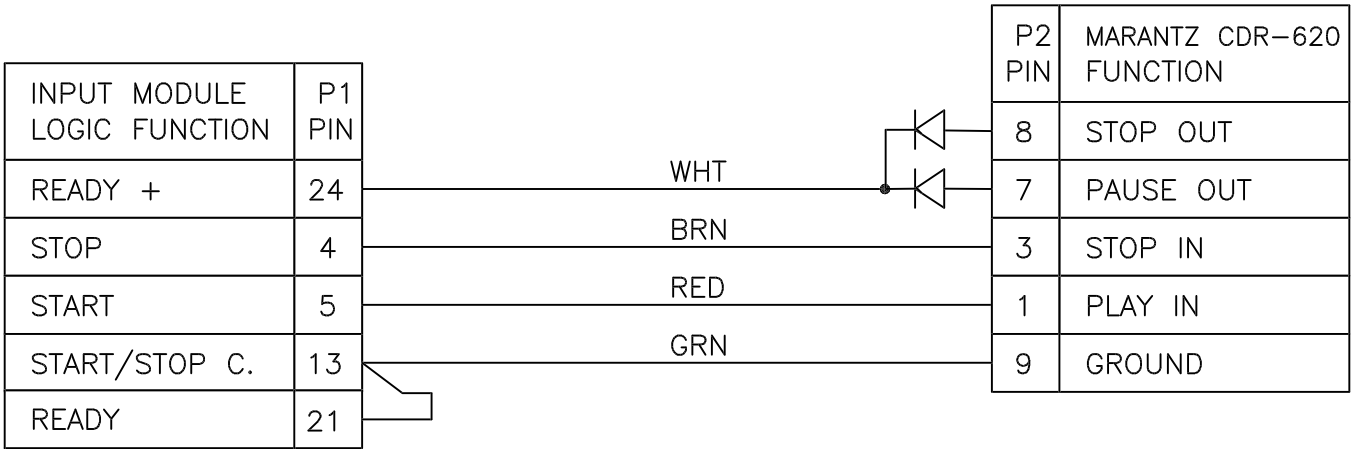 INPUT MODULE P1
LOGIC FUNCTION PIN
READY + 24
STOP 4
START 5
START/STOP C. 13
READY 21
WHT
BRN
RED
GRN
P2 MARANTZ CDR-620
PIN FUNCTION
8 STOP OUT
7 PAUSE OUT
3 STOP IN
1 PLAY IN
9 GROUND